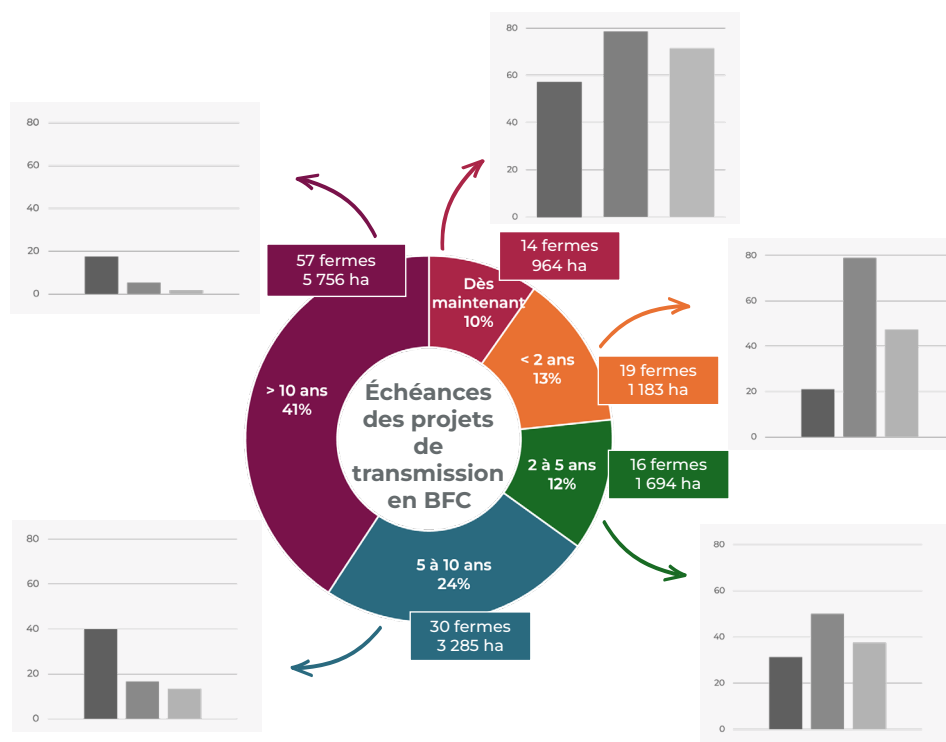 80
60
40
20
0
80
60
40
20
0
57 fermes
5 756 ha
14 fermes
964 ha
Dès
maintenant
10%
80
60
40
20
0
< 2 ans
13%
19 fermes
1 183 ha
> 10 ans
41%
Échéances
des projets
de
transmission
en BFC
2 à 5 ans
12%
16 fermes
1 694 ha
80
60
40
20
0
5 à 10 ans
24%
30 fermes
3 285 ha
80
60
40
20
0